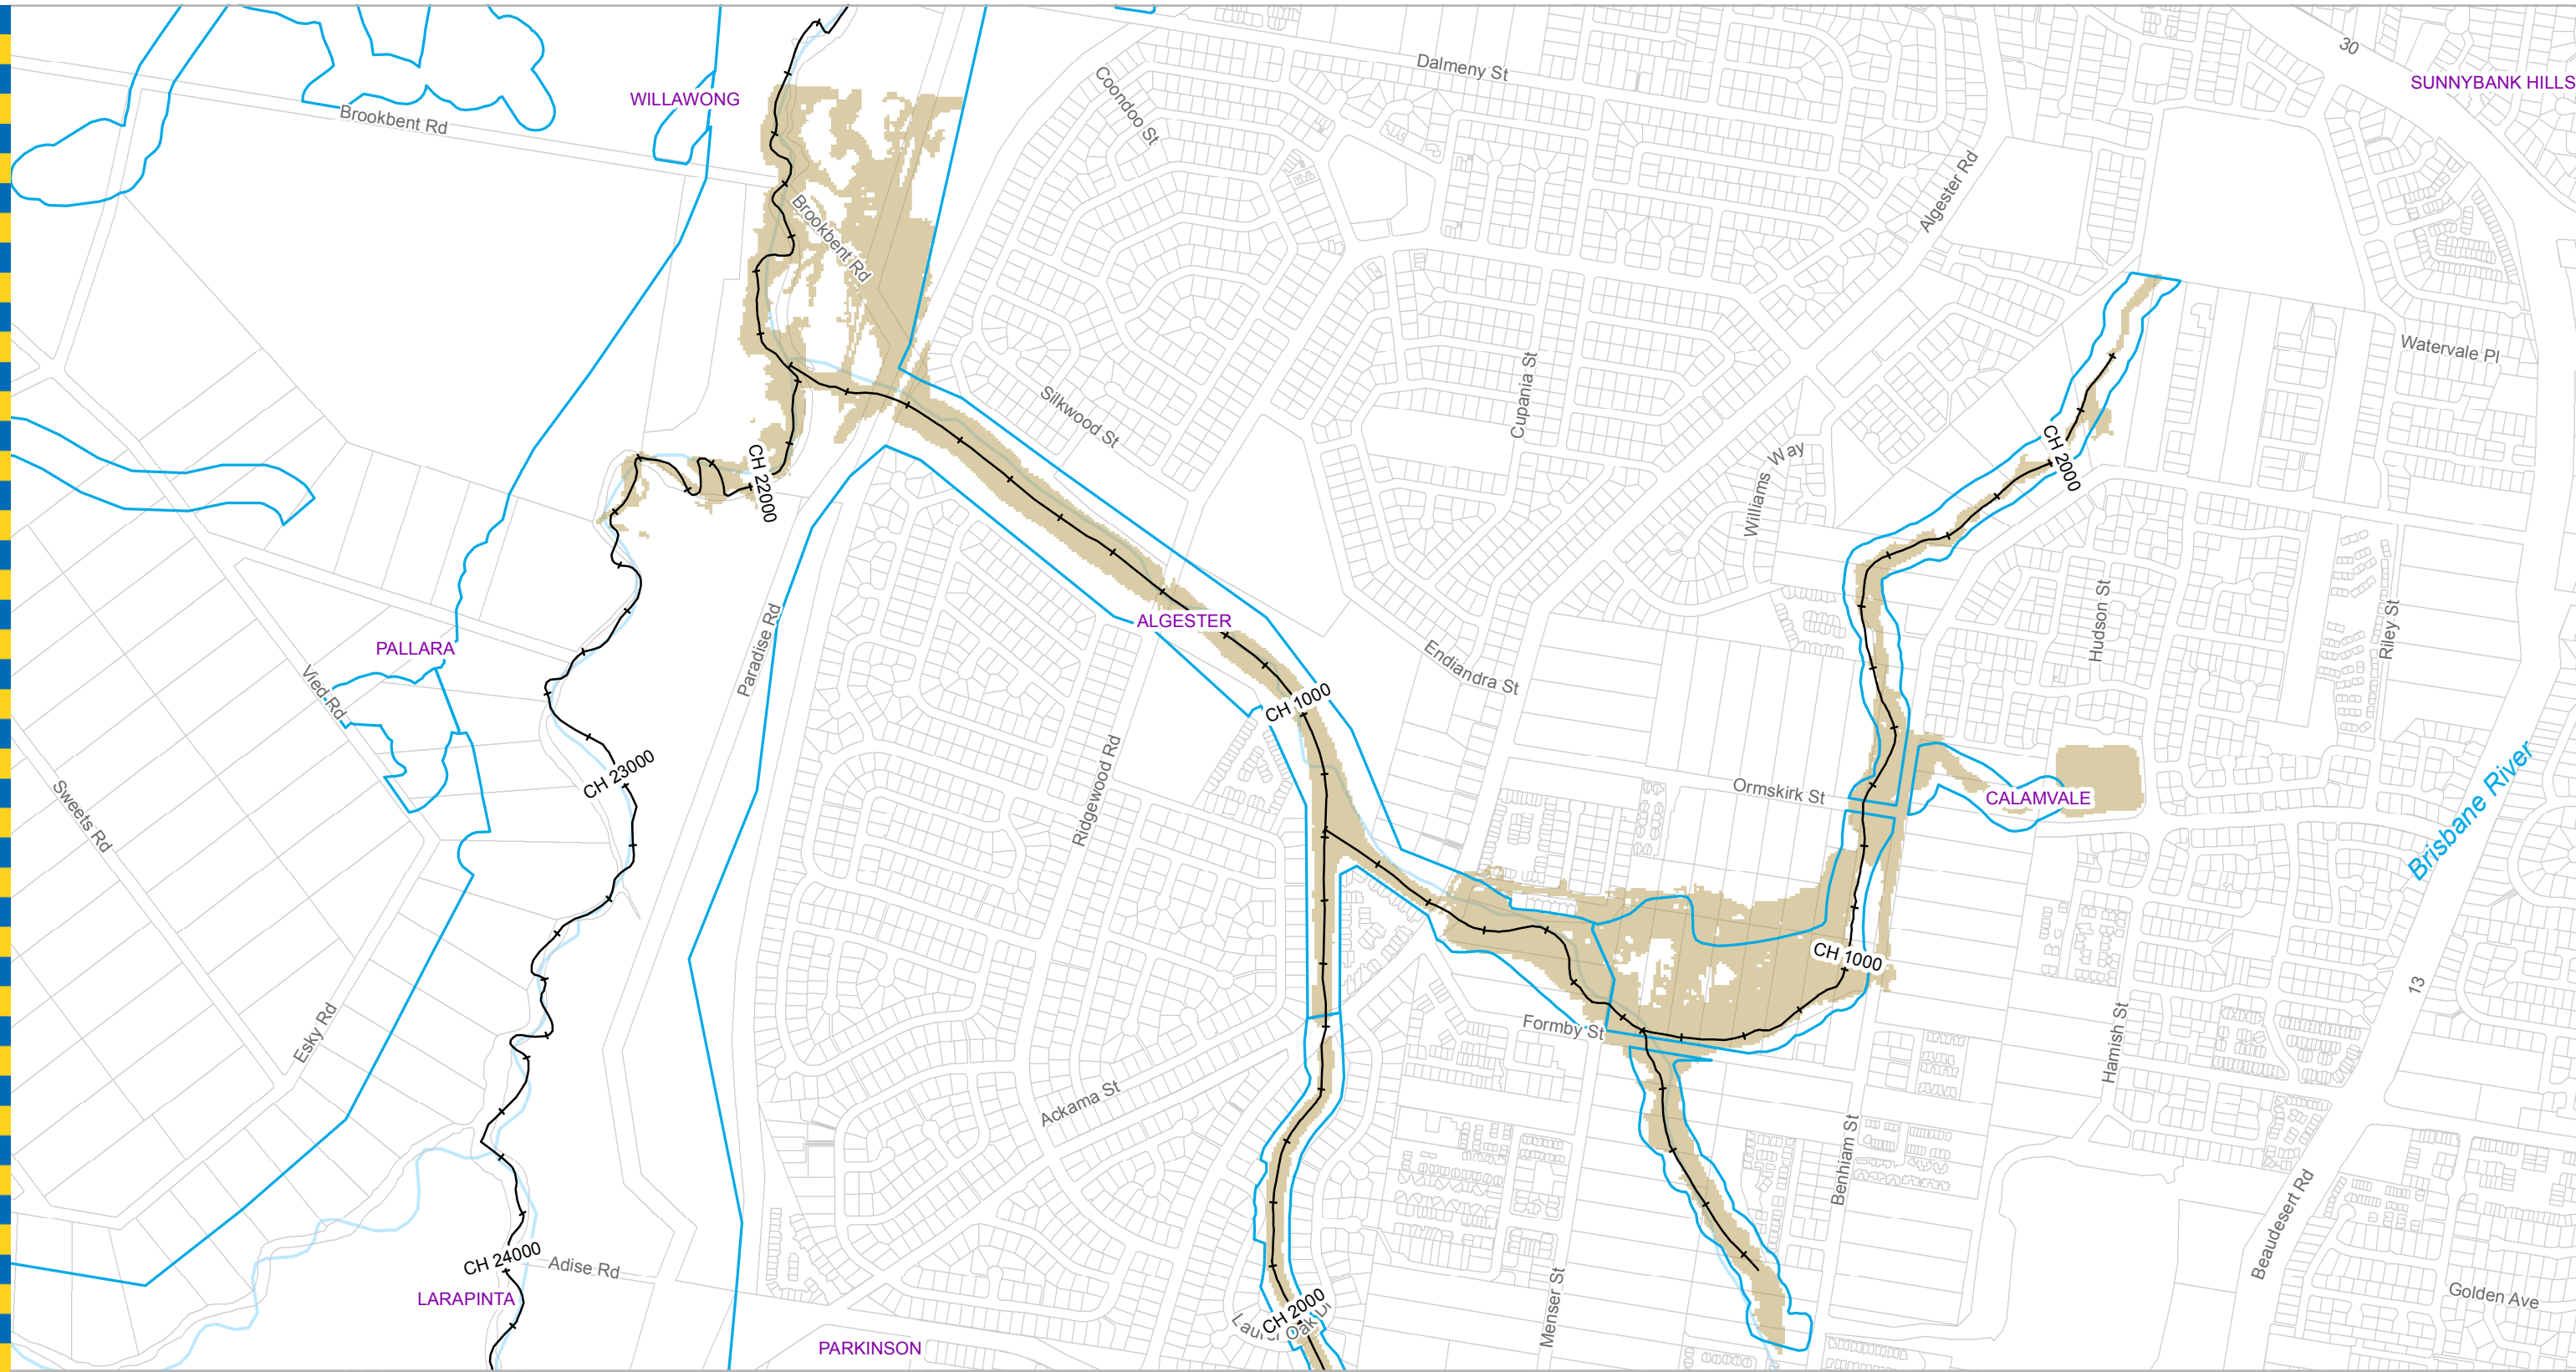 30
Dalmeny St
SUNNYBANK HILLS
Coondoo St
WILLAWONG
Brookbent Rd
Algester Rd
Brookbent Rd
Watervale Pl
Cupania St
Silkwood St
CH 2000
CH 22000
Williams Way
Hudson St
Riley St
ALGESTER
PALLARA
Paradise Rd
Endiandra St
Vied Rd
CH 1000
CH 23000
Ridgewood Rd
Ormskirk St
CALAMVALE
Brisbane River
Sweets Rd
CH 1000
13
Esky Rd
Formby St
Hamish St
Ackama St
Benhiam St
Beaudesert Rd
CH 24000
Adise Rd
LARAPINTA
CH 2000
Laurel Oak Dr
Menser St
Golden Ave
PARKINSON